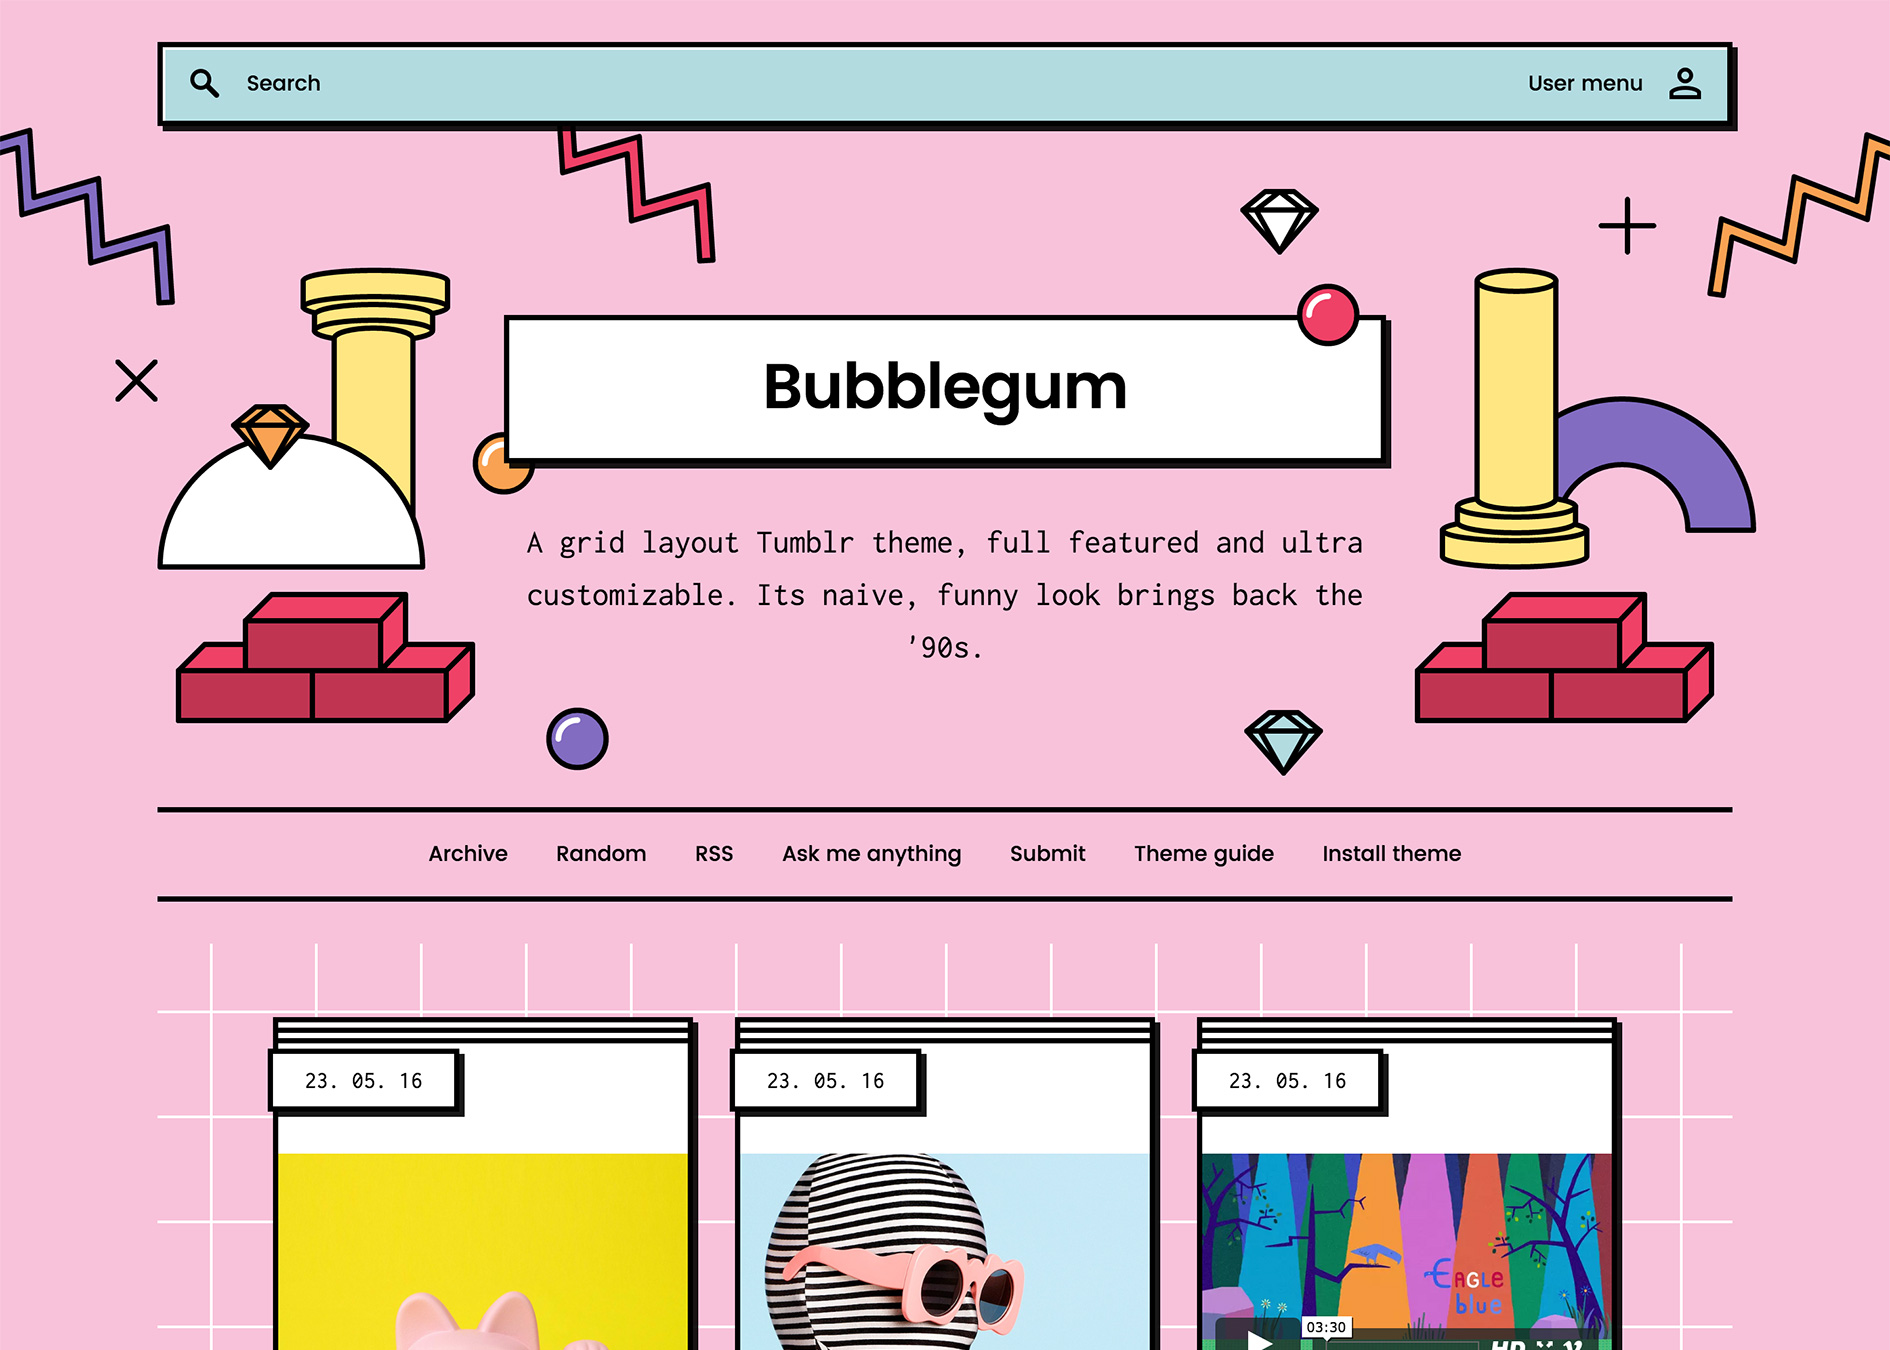 Search
User menu
Bubblegum
A grid layout Tumblr theme, full featured and ultra
customizable. Its naive, funny look brings back the
'90s.
Archive Random RSS Ask me anything Submit Theme guide Install theme
23. 05. 16
23. 05. 16
23. 05. 16
EAGLE
blue
03:30
HD